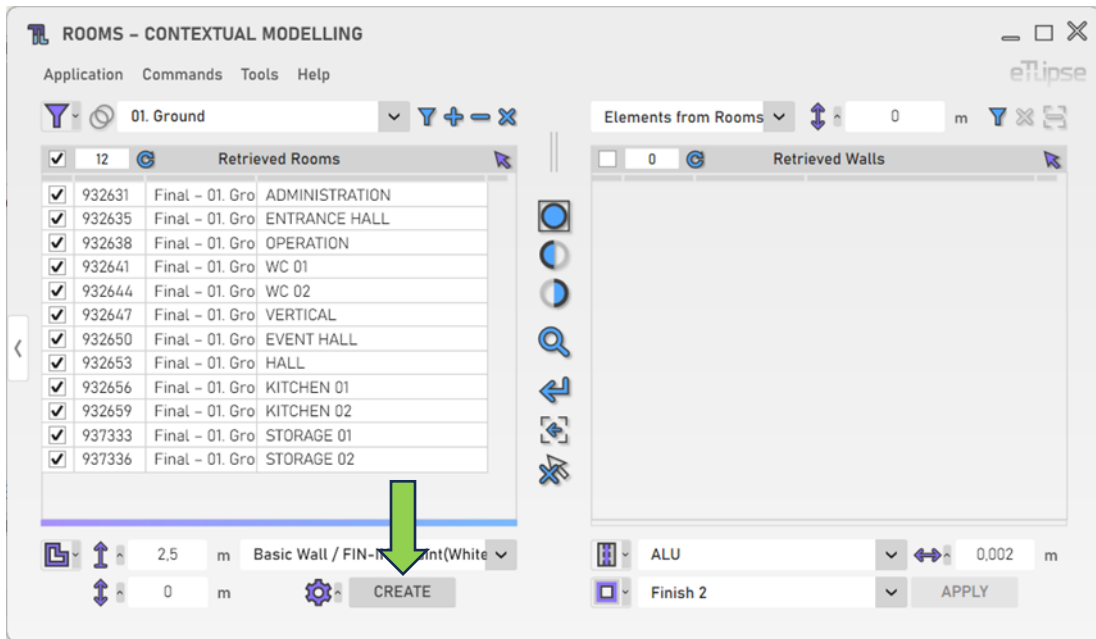 ROOMS – CONTEXTUAL MODELLING
Application Commands Tools Help
eTLipse
01. Ground
Elements from Rooms 0 m
12 Retrieved Rooms
0 Retrieved Walls
932631 Final – 01. Gro ADMINISTRATION
932635 Final – 01. Gro ENTRANCE HALL
932638 Final – 01. Gro OPERATION
932641 Final – 01. Gro WC 01
932644 Final – 01. Gro WC 02
932647 Final – 01. Gro VERTICAL
932650 Final – 01. Gro EVENT HALL
932653 Final – 01. Gro HALL
932656 Final – 01. Gro KITCHEN 01
932659 Final – 01. Gro KITCHEN 02
937333 Final – 01. Gro STORAGE 01
937336 Final – 01. Gro STORAGE 02
2,5 m Basic Wall / (White
ALU 0,002 m
0 m CREATE
Finish 2 APPLY